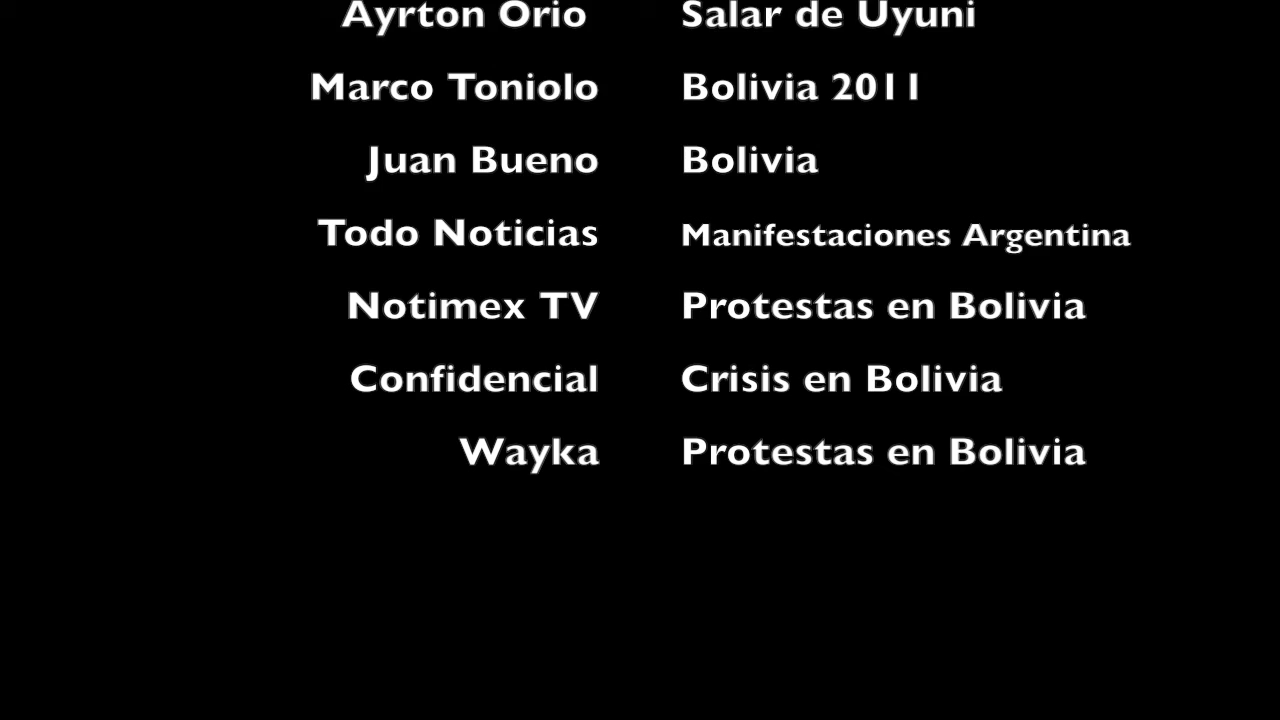 Ayrton Orio Salar de Uyuni
Marco Toniolo Bolivia 2011
Juan Bueno Bolivia
Todo Noticias Manifestaciones Argentina
Notimex TV Protestas en Bolivia
Confidencial Crisis en Bolivia
Wayka Protestas en Bolivia